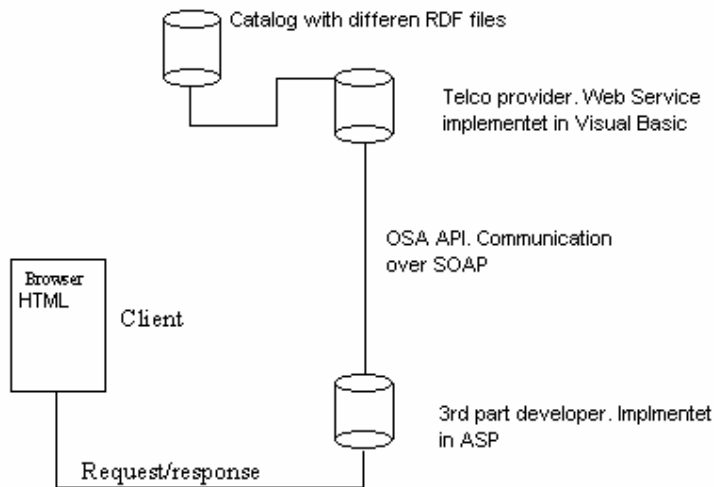 Catalog with differen RDF files
Telco provider. Web Service
implementet in Visual Basic
OSA API. Communication
over SOAP
Browser
HTML
Client
3rd part developer. Implmentet
in ASP
Request/response